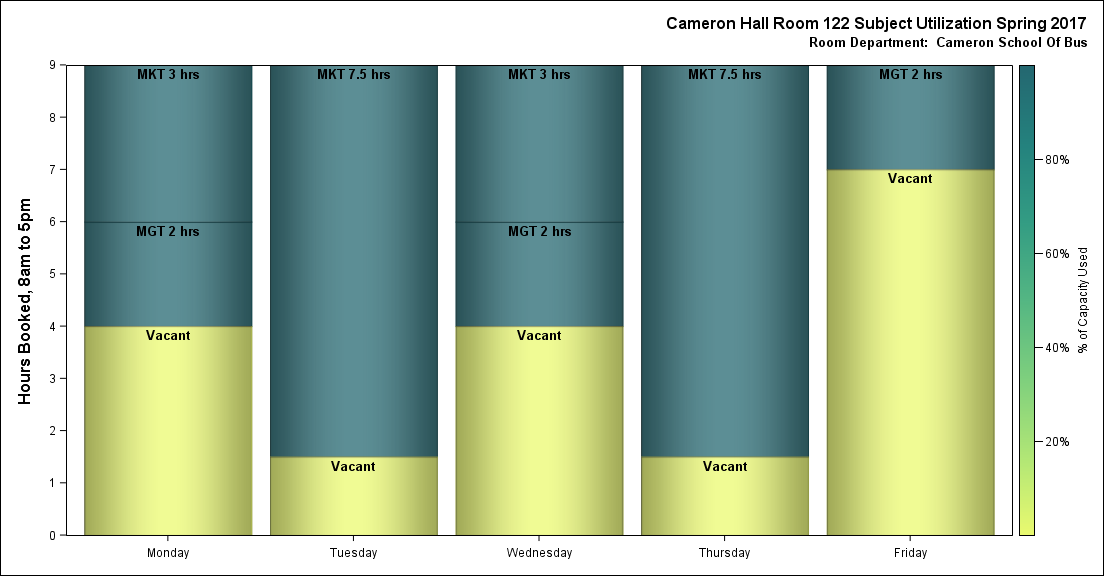 Cameron Hall Room 122 Subject Utilization Spring 2017
Room Department:  Cameron School Of Bus
Hours Booked, 8am to 5pm
9
8
7
6
5
4
3
2
1
0
MKT 3 hrs
MGT 2 hrs
Vacant
MKT 7.5 hrs
Vacant
MKT 3 hrs
MGT 2 hrs
Vacant
MKT 7.5 hrs
Vacant
MGT 2 hrs
Vacant
Monday
Tuesday
Wednesday
Thursday
Friday
80%
60%
40%
20%
% of Capacity Used